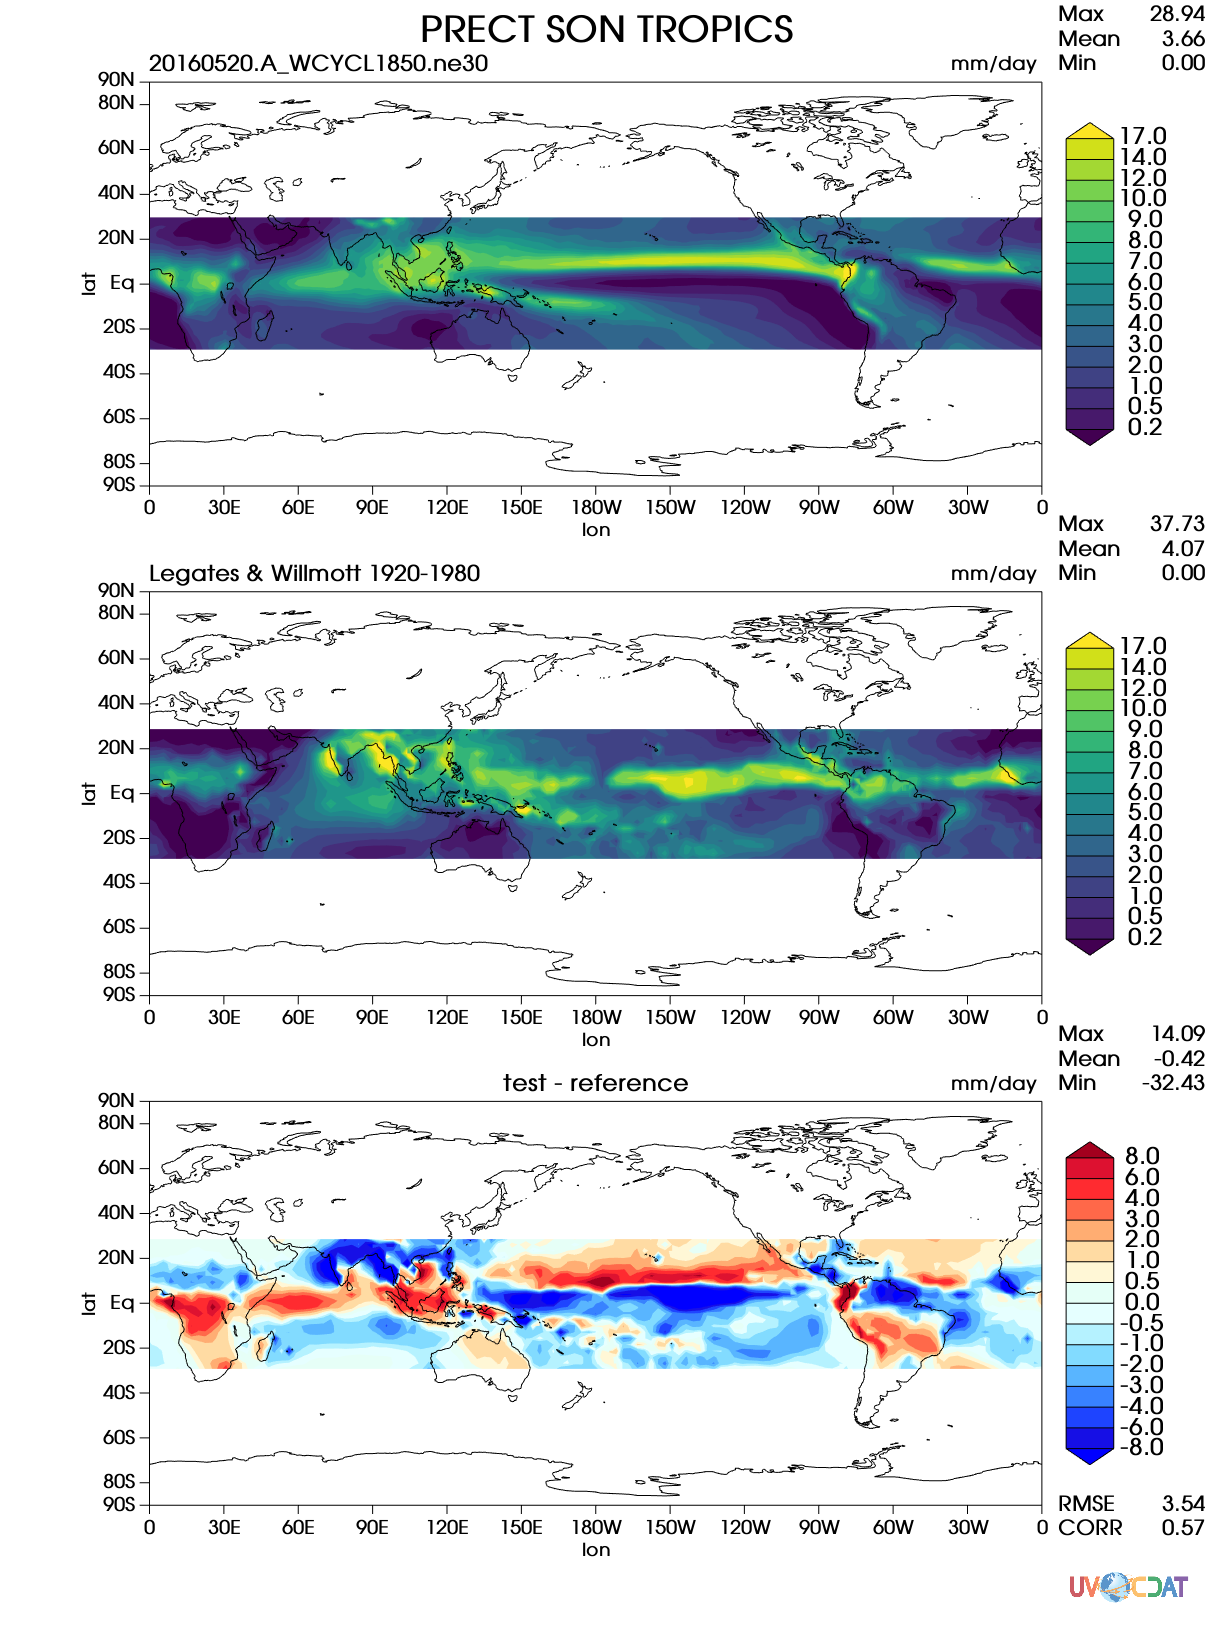 PRECT SON TROPICS
Max 28.94
Mean 3.66
Min 0.00
20160520.A_WCYCL1850.ne30 mm/day
90N
80N
60N
40N
20N
Eq
20S
40S
60S
80S
90S
lat
0 30E 60E 90E 120E 150E 180W 150W 120W 90W 60W 30W 0
lon
17.0
14.0
12.0
10.0
9.0
8.0
7.0
6.0
5.0
4.0
3.0
2.0
1.0
0.5
0.2
Max 37.73
Mean 4.07
Min 0.00
Legates & Willmott 1920-1980 mm/day
90N
80N
60N
40N
20N
Eq
20S
40S
60S
80S
90S
lat
0 30E 60E 90E 120E 150E 180W 150W 120W 90W 60W 30W 0
lon
17.0
14.0
12.0
10.0
9.0
8.0
7.0
6.0
5.0
4.0
3.0
2.0
1.0
0.5
0.2
Max 14.09
Mean -0.42
Min -32.43
test - reference mm/day
90N
80N
60N
40N
20N
Eq
20S
40S
60S
80S
90S
lat
0 30E 60E 90E 120E 150E 180W 150W 120W 90W 60W 30W 0
lon
8.0
6.0
4.0
3.0
2.0
1.0
0.5
0.0
-0.5
-1.0
-2.0
-3.0
-4.0
-6.0
-8.0
RMSE 3.54
CORR 0.57
UV CDAT